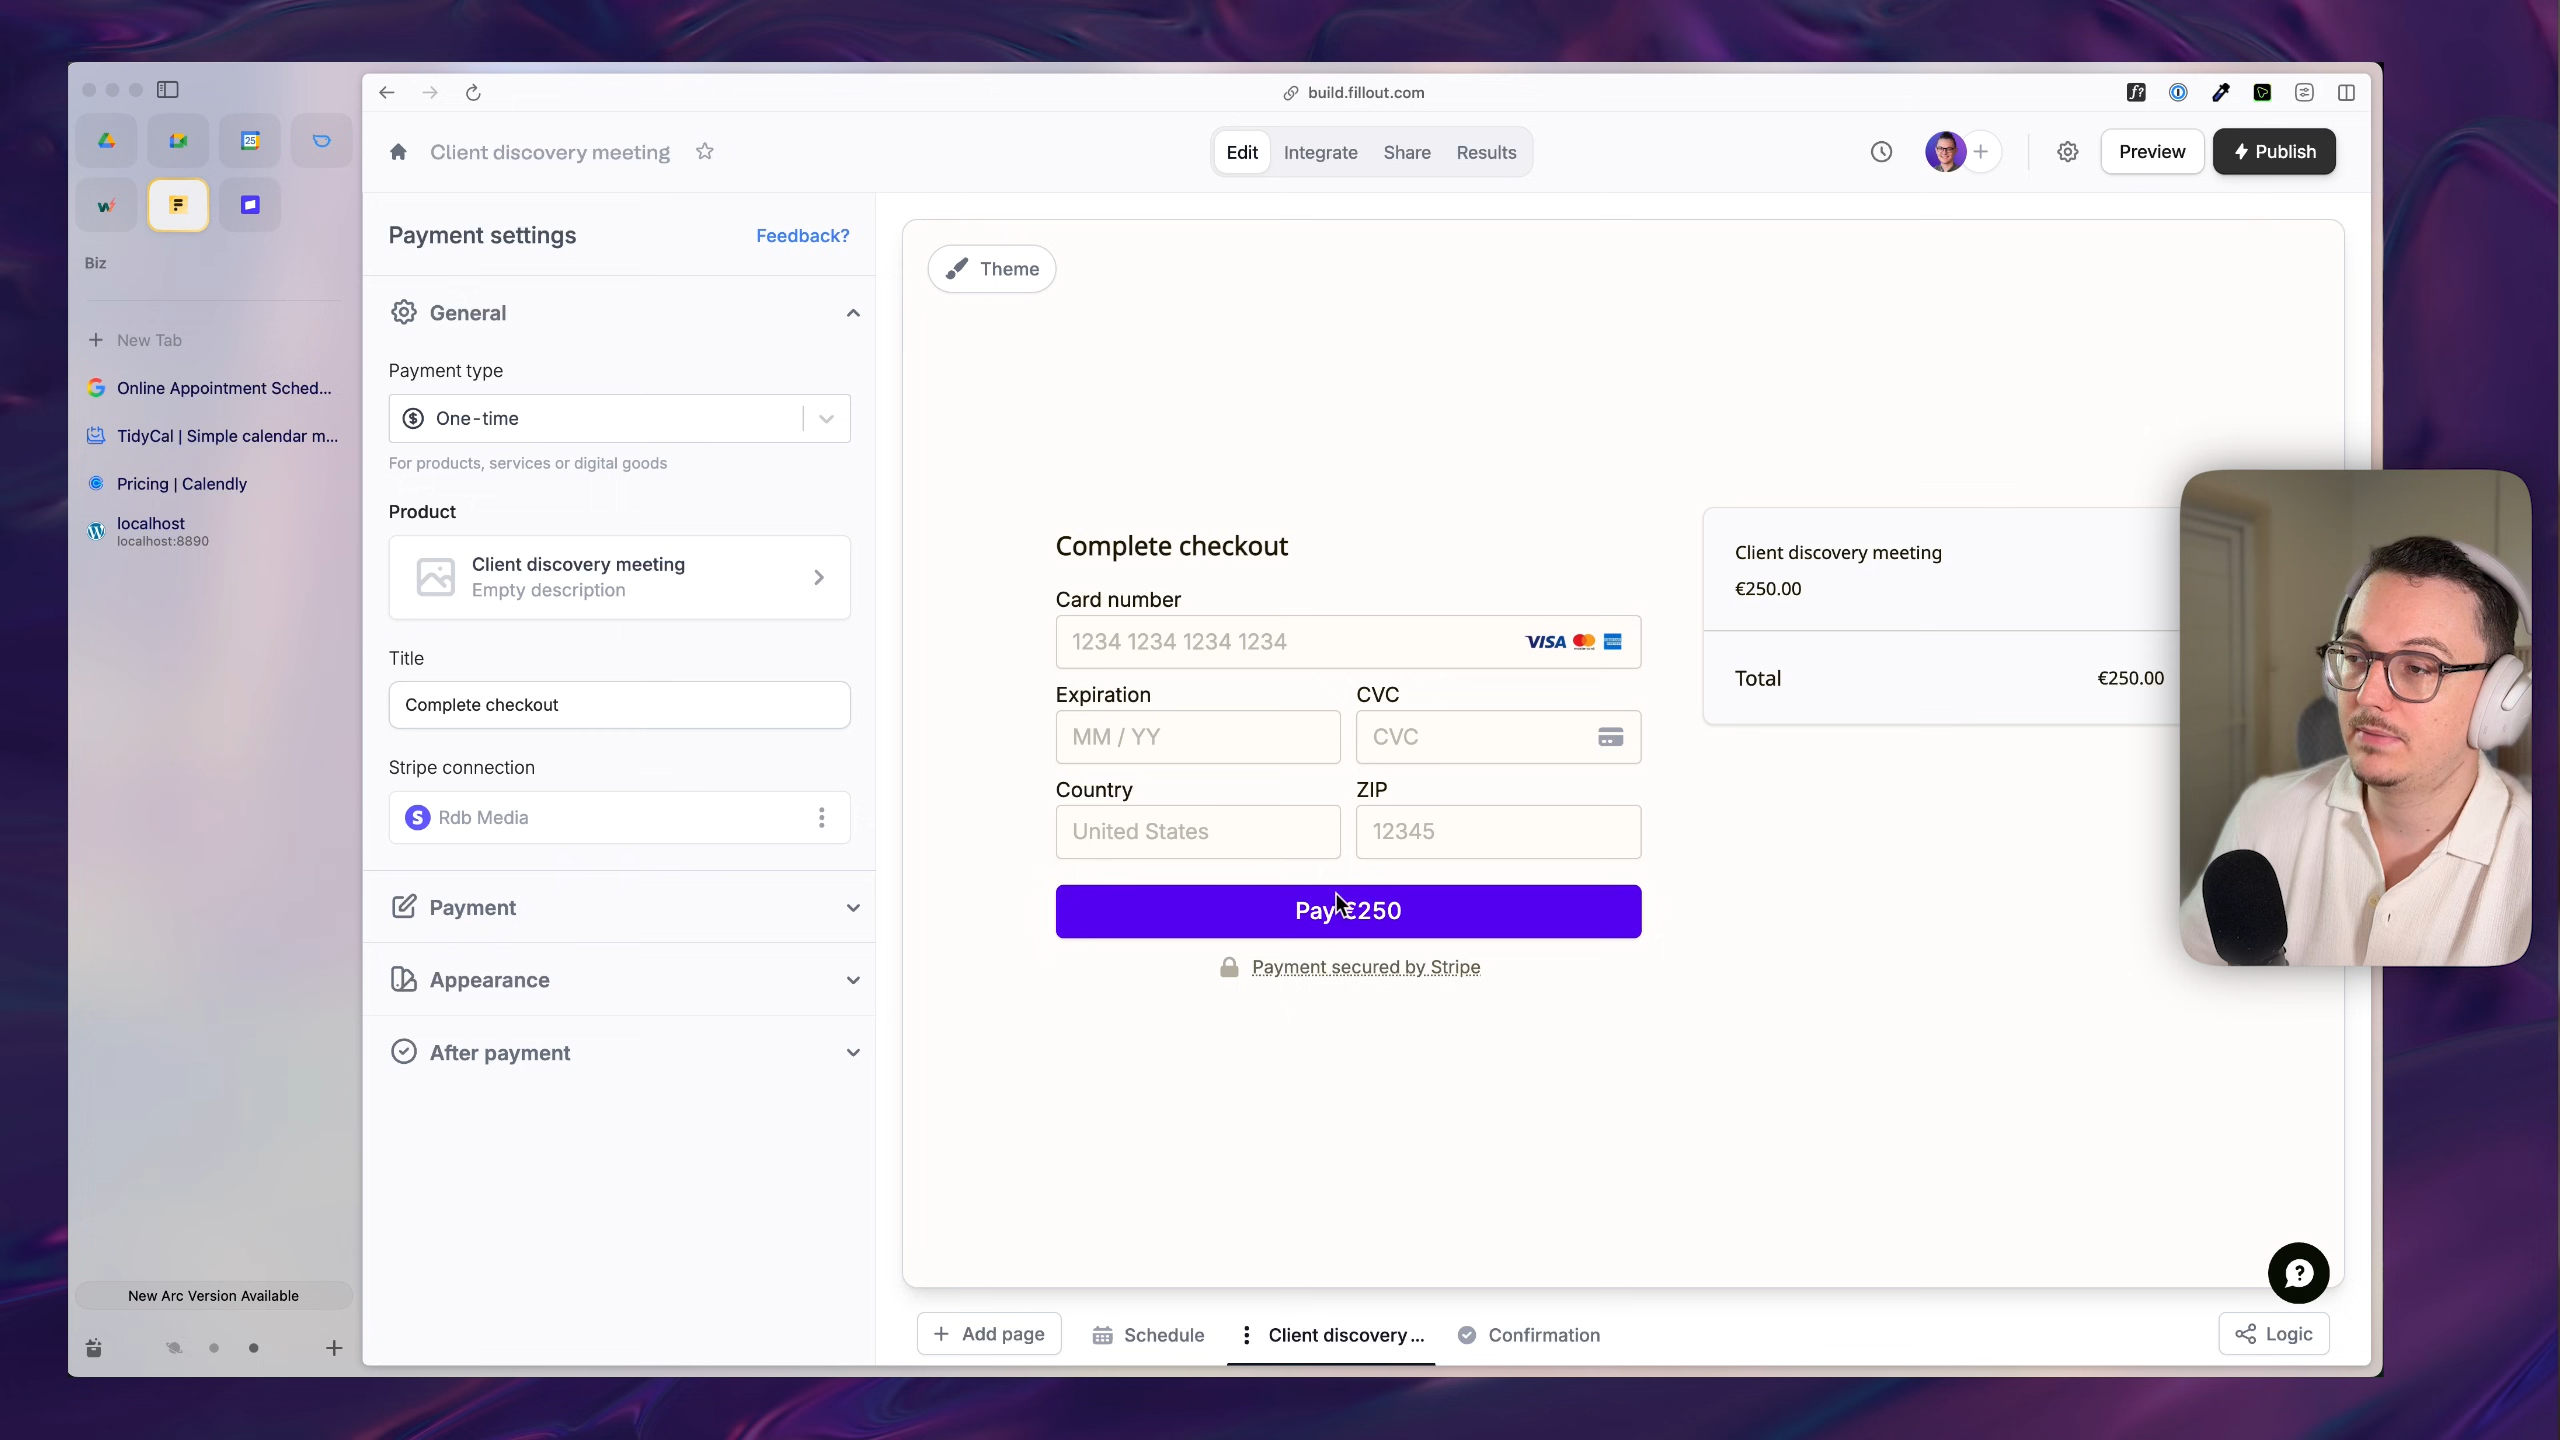 build.fillout.com
Client discovery meeting
Edit
Integrate
Share
Results
Preview
Publish
25
Biz
New Tab
Online Appointment Sched...
TidyCal | Simple calendar m...
Pricing | Calendly
localhost
localhost:8890
New Arc Version Available
Payment settings
Feedback?
General
Payment type
One-time
For products, services or digital goods
Product
Client discovery meeting
Empty description
Title
Complete checkout
Stripe connection
S Rdb Media
Payment
Appearance
After payment
Theme
Complete checkout
Card number
1234 1234 1234 1234
VISA
Expiration
CVC
MM / YY
CVC
Country
ZIP
United States
12345
Pay €250
Payment secured by Stripe
Client discovery meeting
€250.00
Total
€250.00
Add page
Schedule
Client discovery ...
Confirmation
Logic